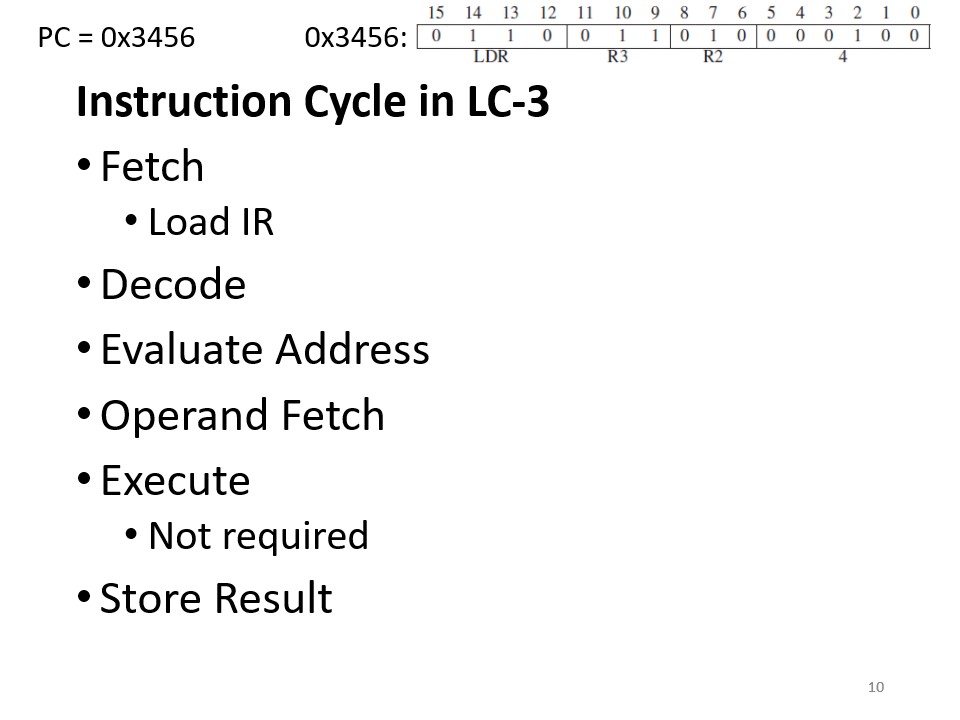 15 14 13 12 11 10 9 8 7 6 5 4 3 2 1 0
PC = 0x3456 0x3456: 0 1 1 0 0 1 1 0 1 0 0 0 0 1 0 0
LDR R3 R2 4
Instruction Cycle in LC-3
• Fetch
• Load IR
• Decode
• Evaluate Address
• Operand Fetch
• Execute
• Not required
• Store Result
10